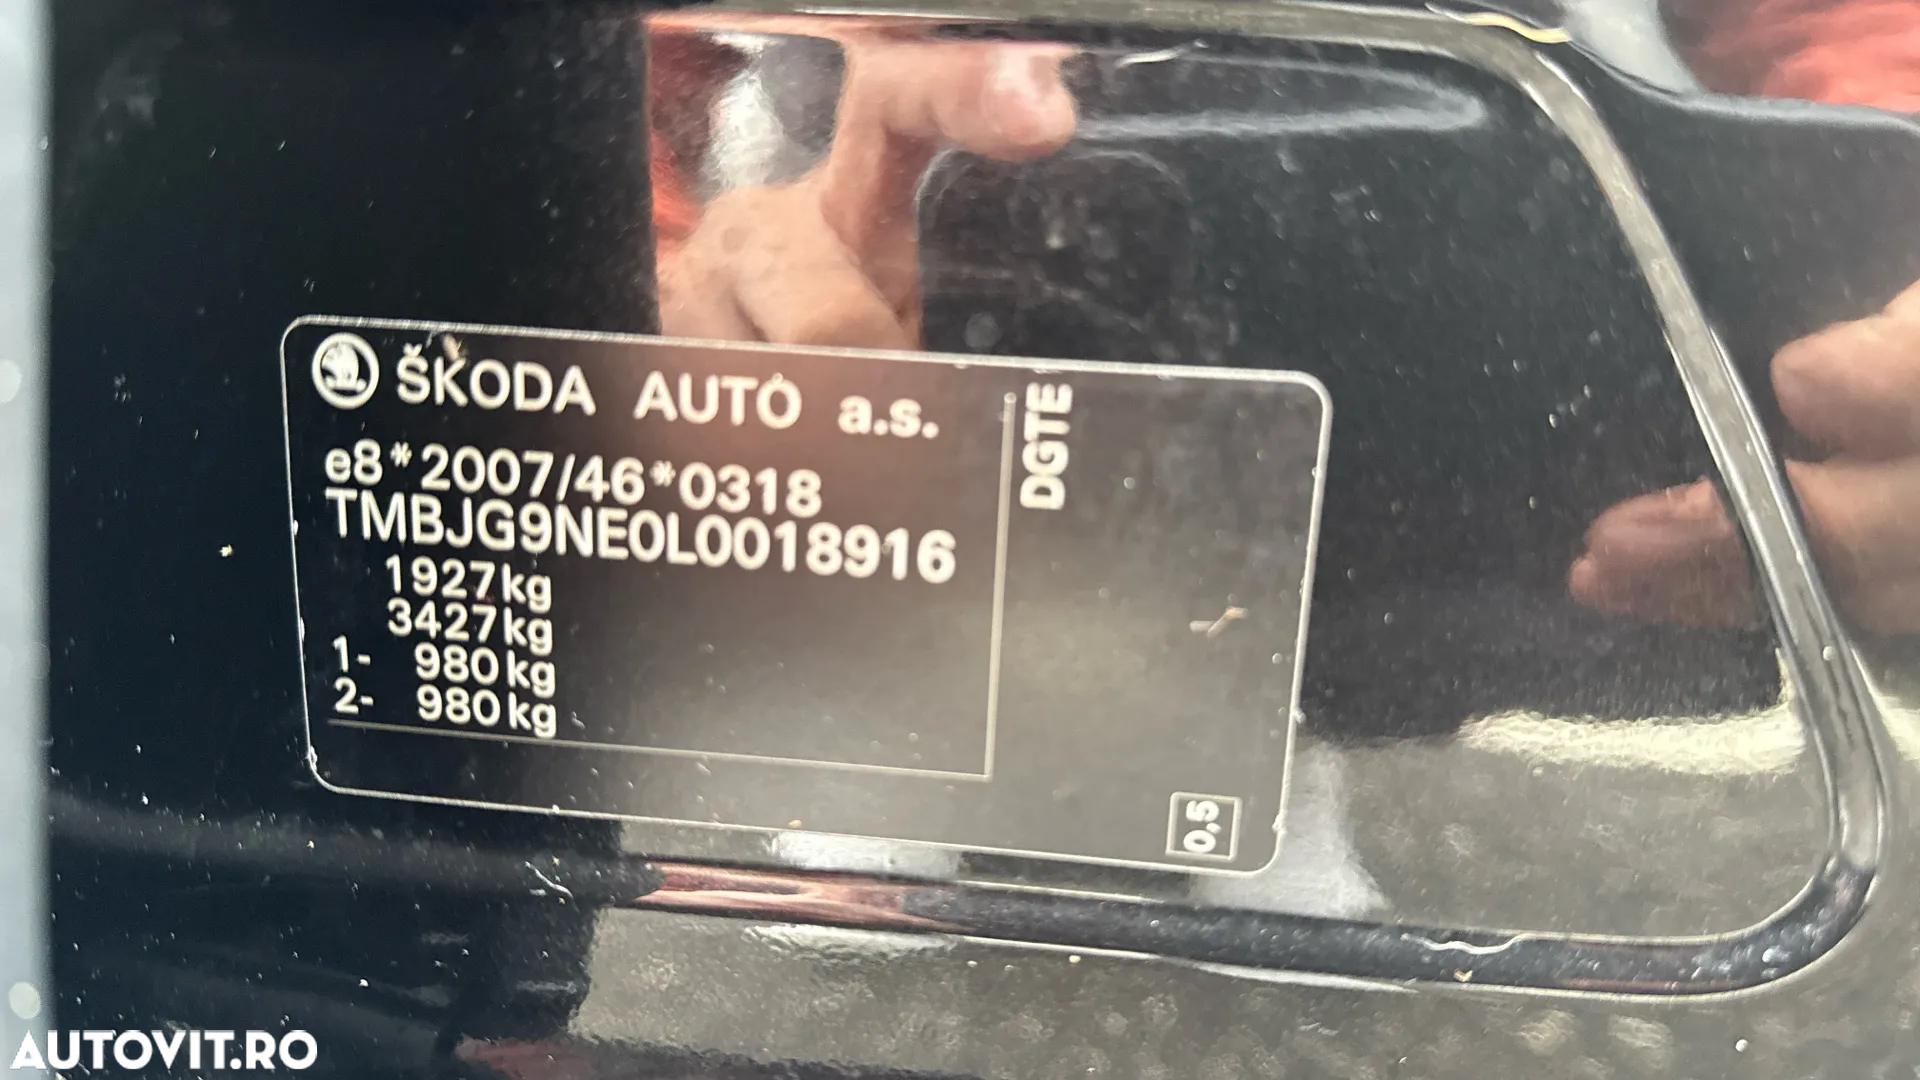 ŠKODA AUTO a.s.
e8*2007/46*0318
TMBJG9NE0L0018916
1927kg
3427kg
1- 980kg
2- 980kg
DGTE
0,5
AUTOVIT.RO